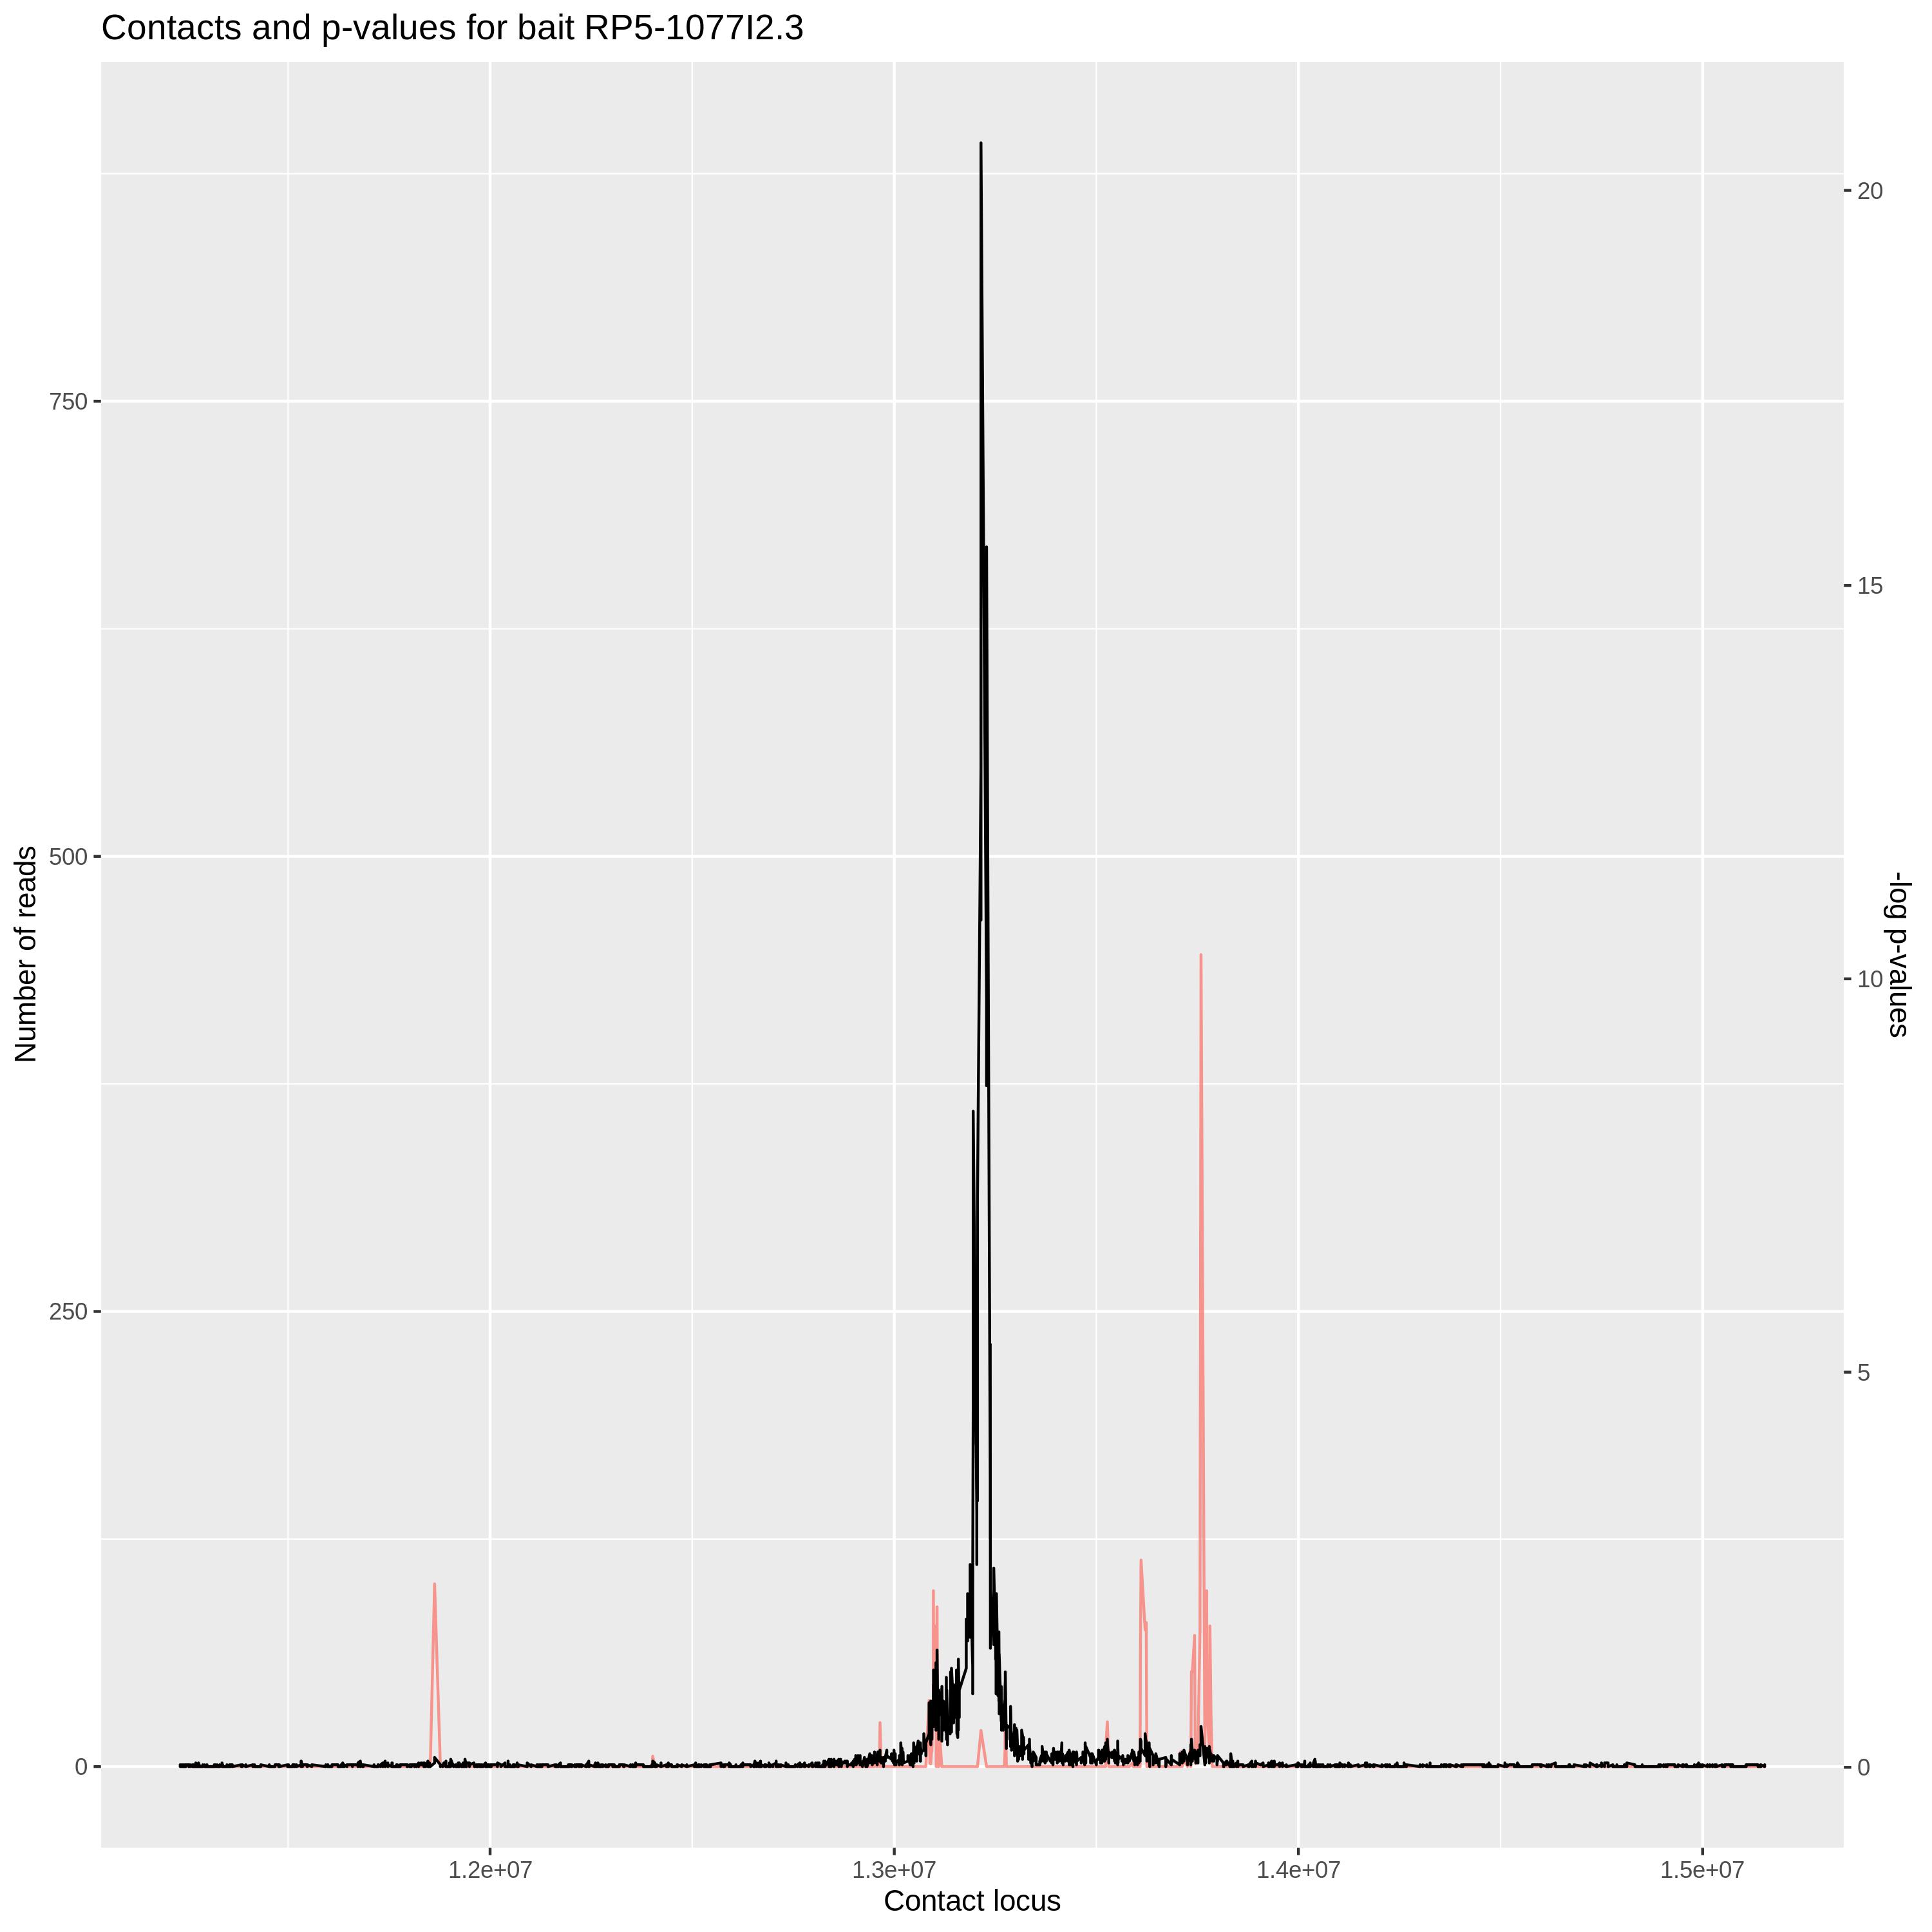 Contacts and p-values for bait RP5-1077I2.3
Number of reads
750
500
250
0
20
15
10
5
0
-log p-values
1.2e+07
1.3e+07
1.4e+07
1.5e+07
Contact locus